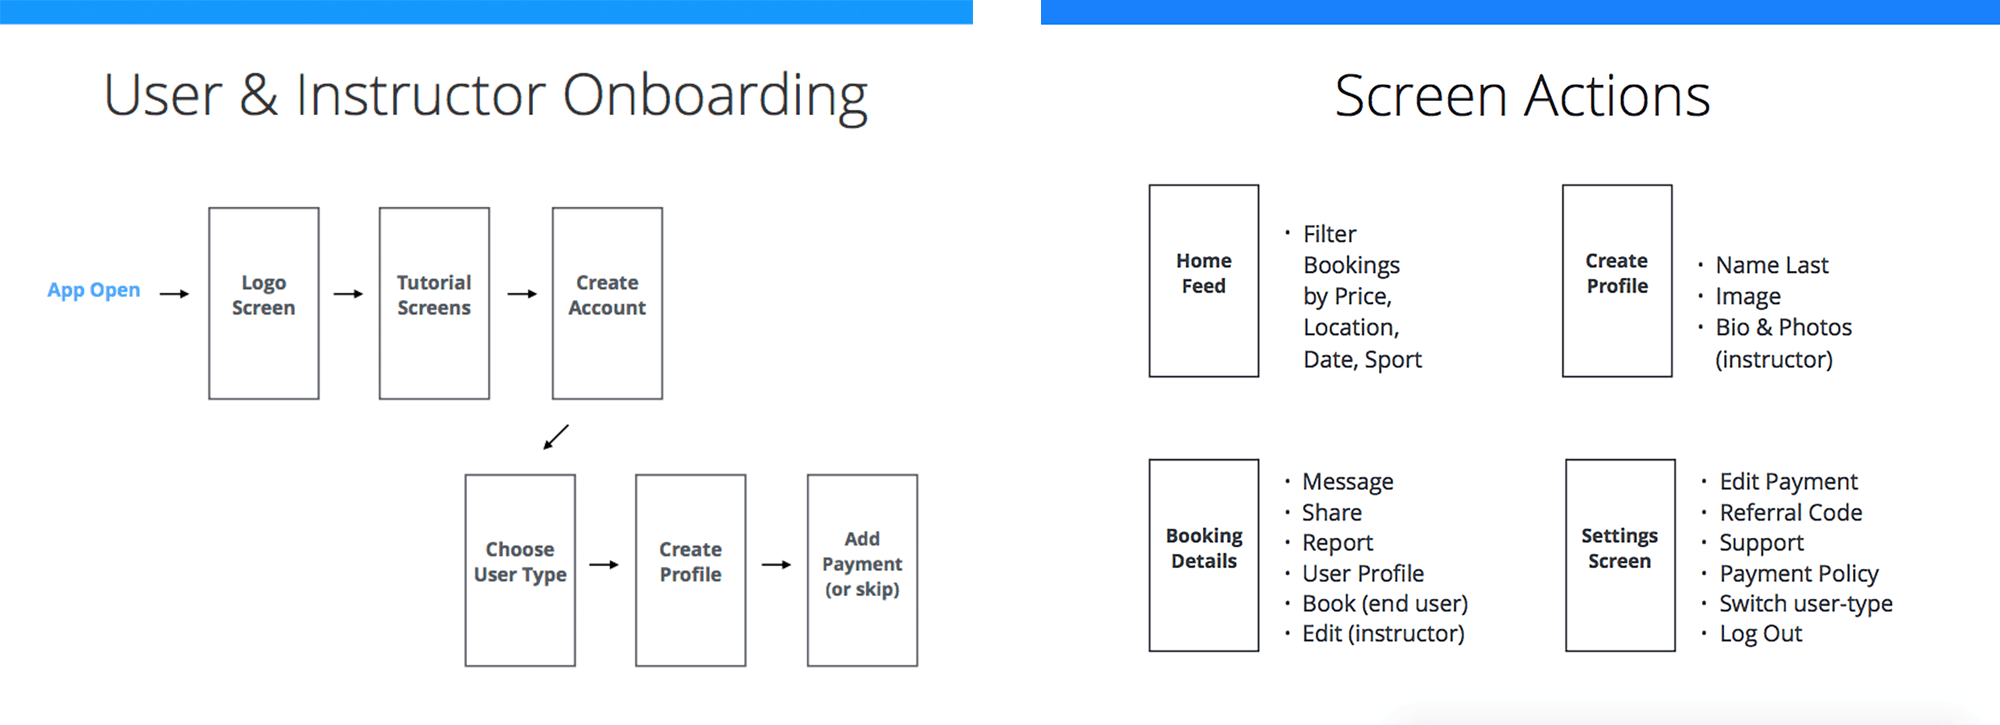 User & Instructor Onboarding
App Open
Logo
Screen
Tutorial
Screens
Create
Account
Choose
User Type
Create
Profile
Add
Payment
(or skip)
Screen Actions
Home
Feed
· Filter
Bookings
by Price,
Location,
Date, Sport
Create
Profile
· Name Last
· Image
· Bio & Photos
(instructor)
Booking
Details
· Message
· Share
· Report
· User Profile
· Book (end user)
· Edit (instructor)
Settings
Screen
· Edit Payment
· Referral Code
· Support
· Payment Policy
· Switch user-type
· Log Out